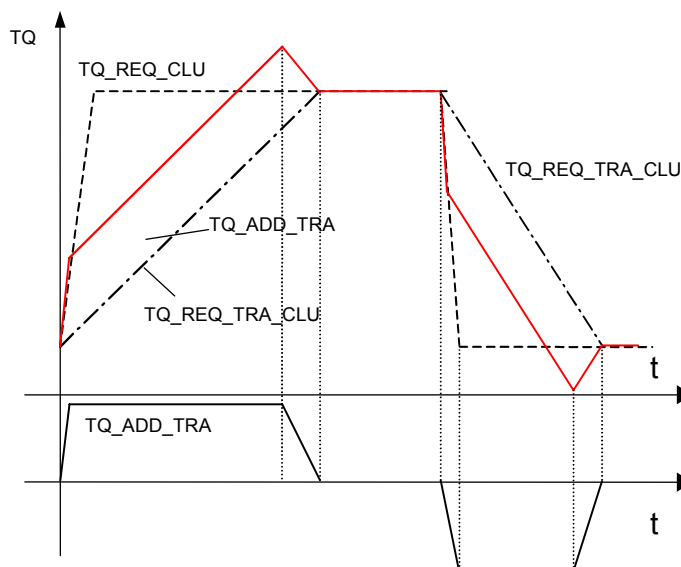 TQ
TQ_REQ_CLU
TQ_REQ_TRA_CLU
TQ_ADD_TRA
TQ_REQ_TRA_CLU
t
TQ_ADD_TRA
t